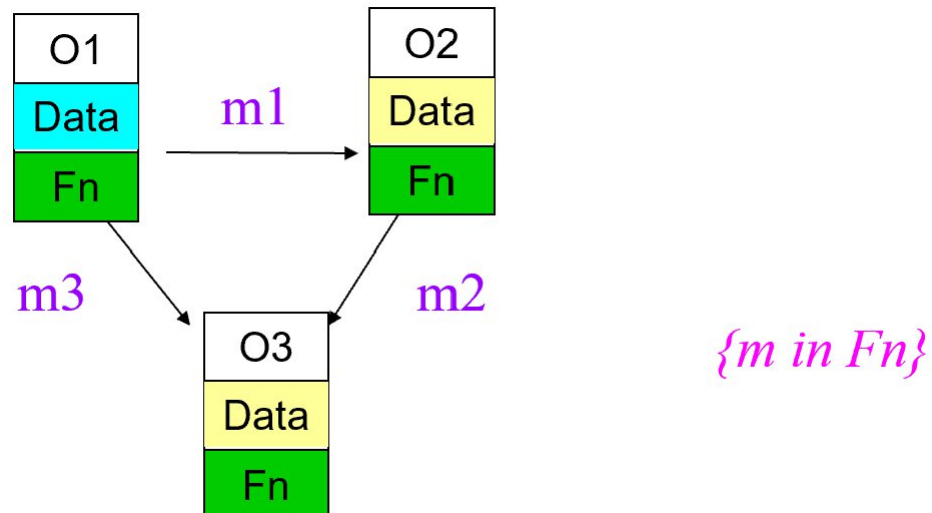 O1
Data
Fn
m1
O2
Data
Fn
m3
m2
O3
Data
Fn
{m in Fn}